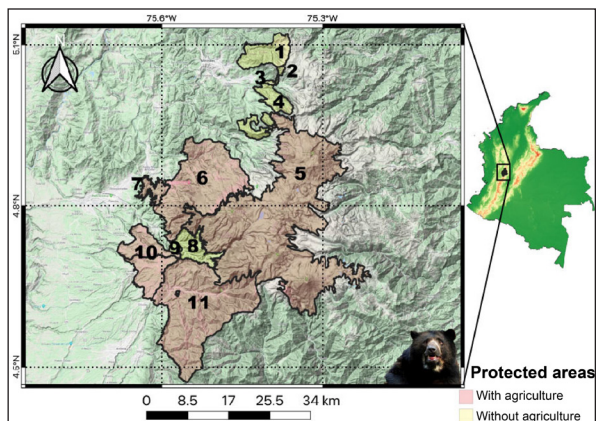 75.6°W 75.3°W
N
5.1°N
4.8°N
4.5°N
1
2
3
4
5
6
7
8
9
10
11
0 8.5 17 25.5 34 km
Protected areas
With agriculture
Without agriculture